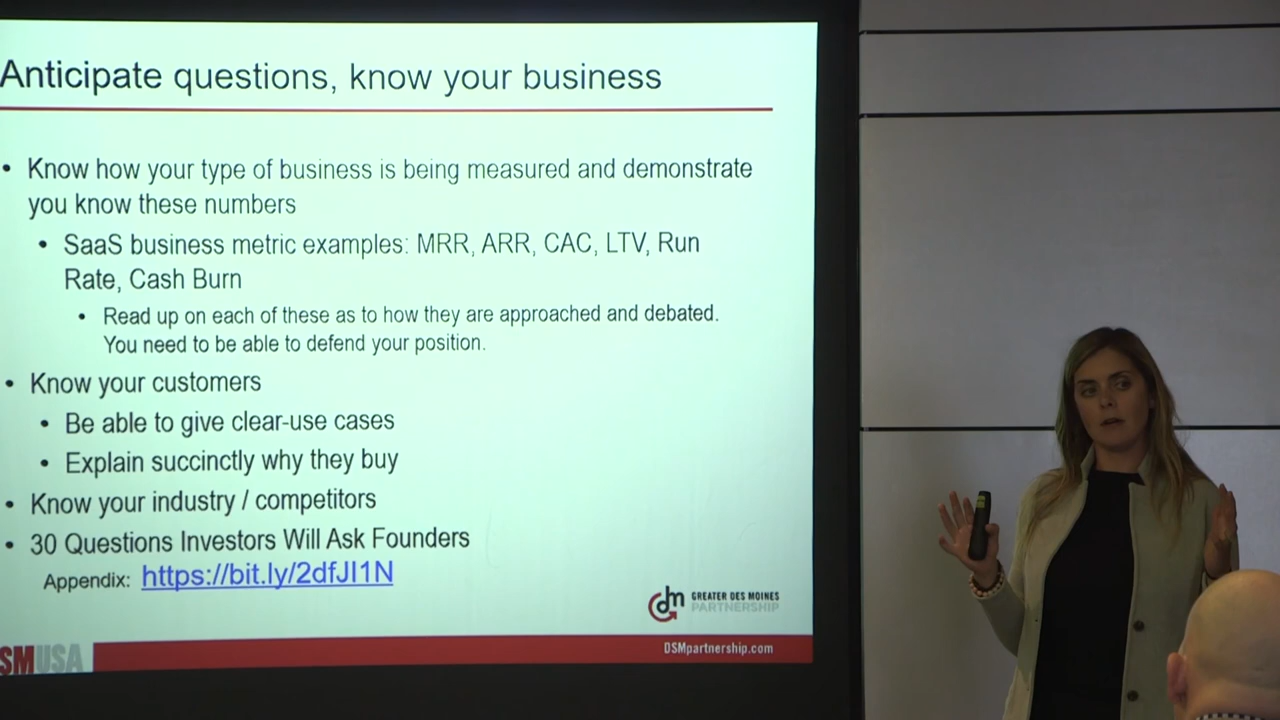 Anticipate questions, know your business
• Know how your type of business is being measured and demonstrate
you know these numbers
• SaaS business metric examples: MRR, ARR, CAC, LTV, Run
Rate, Cash Burn
• Read up on each of these as to how they are approached and debated.
You need to be able to defend your position.
• Know your customers
• Be able to give clear-use cases
• Explain succinctly why they buy
• Know your industry / competitors
• 30 Questions Investors Will Ask Founders
Appendix: https://bit.ly/2dfJI1N
dm GREATER DES MOINES
PARTNERSHIP
SMUSA
DSMpartnership.com